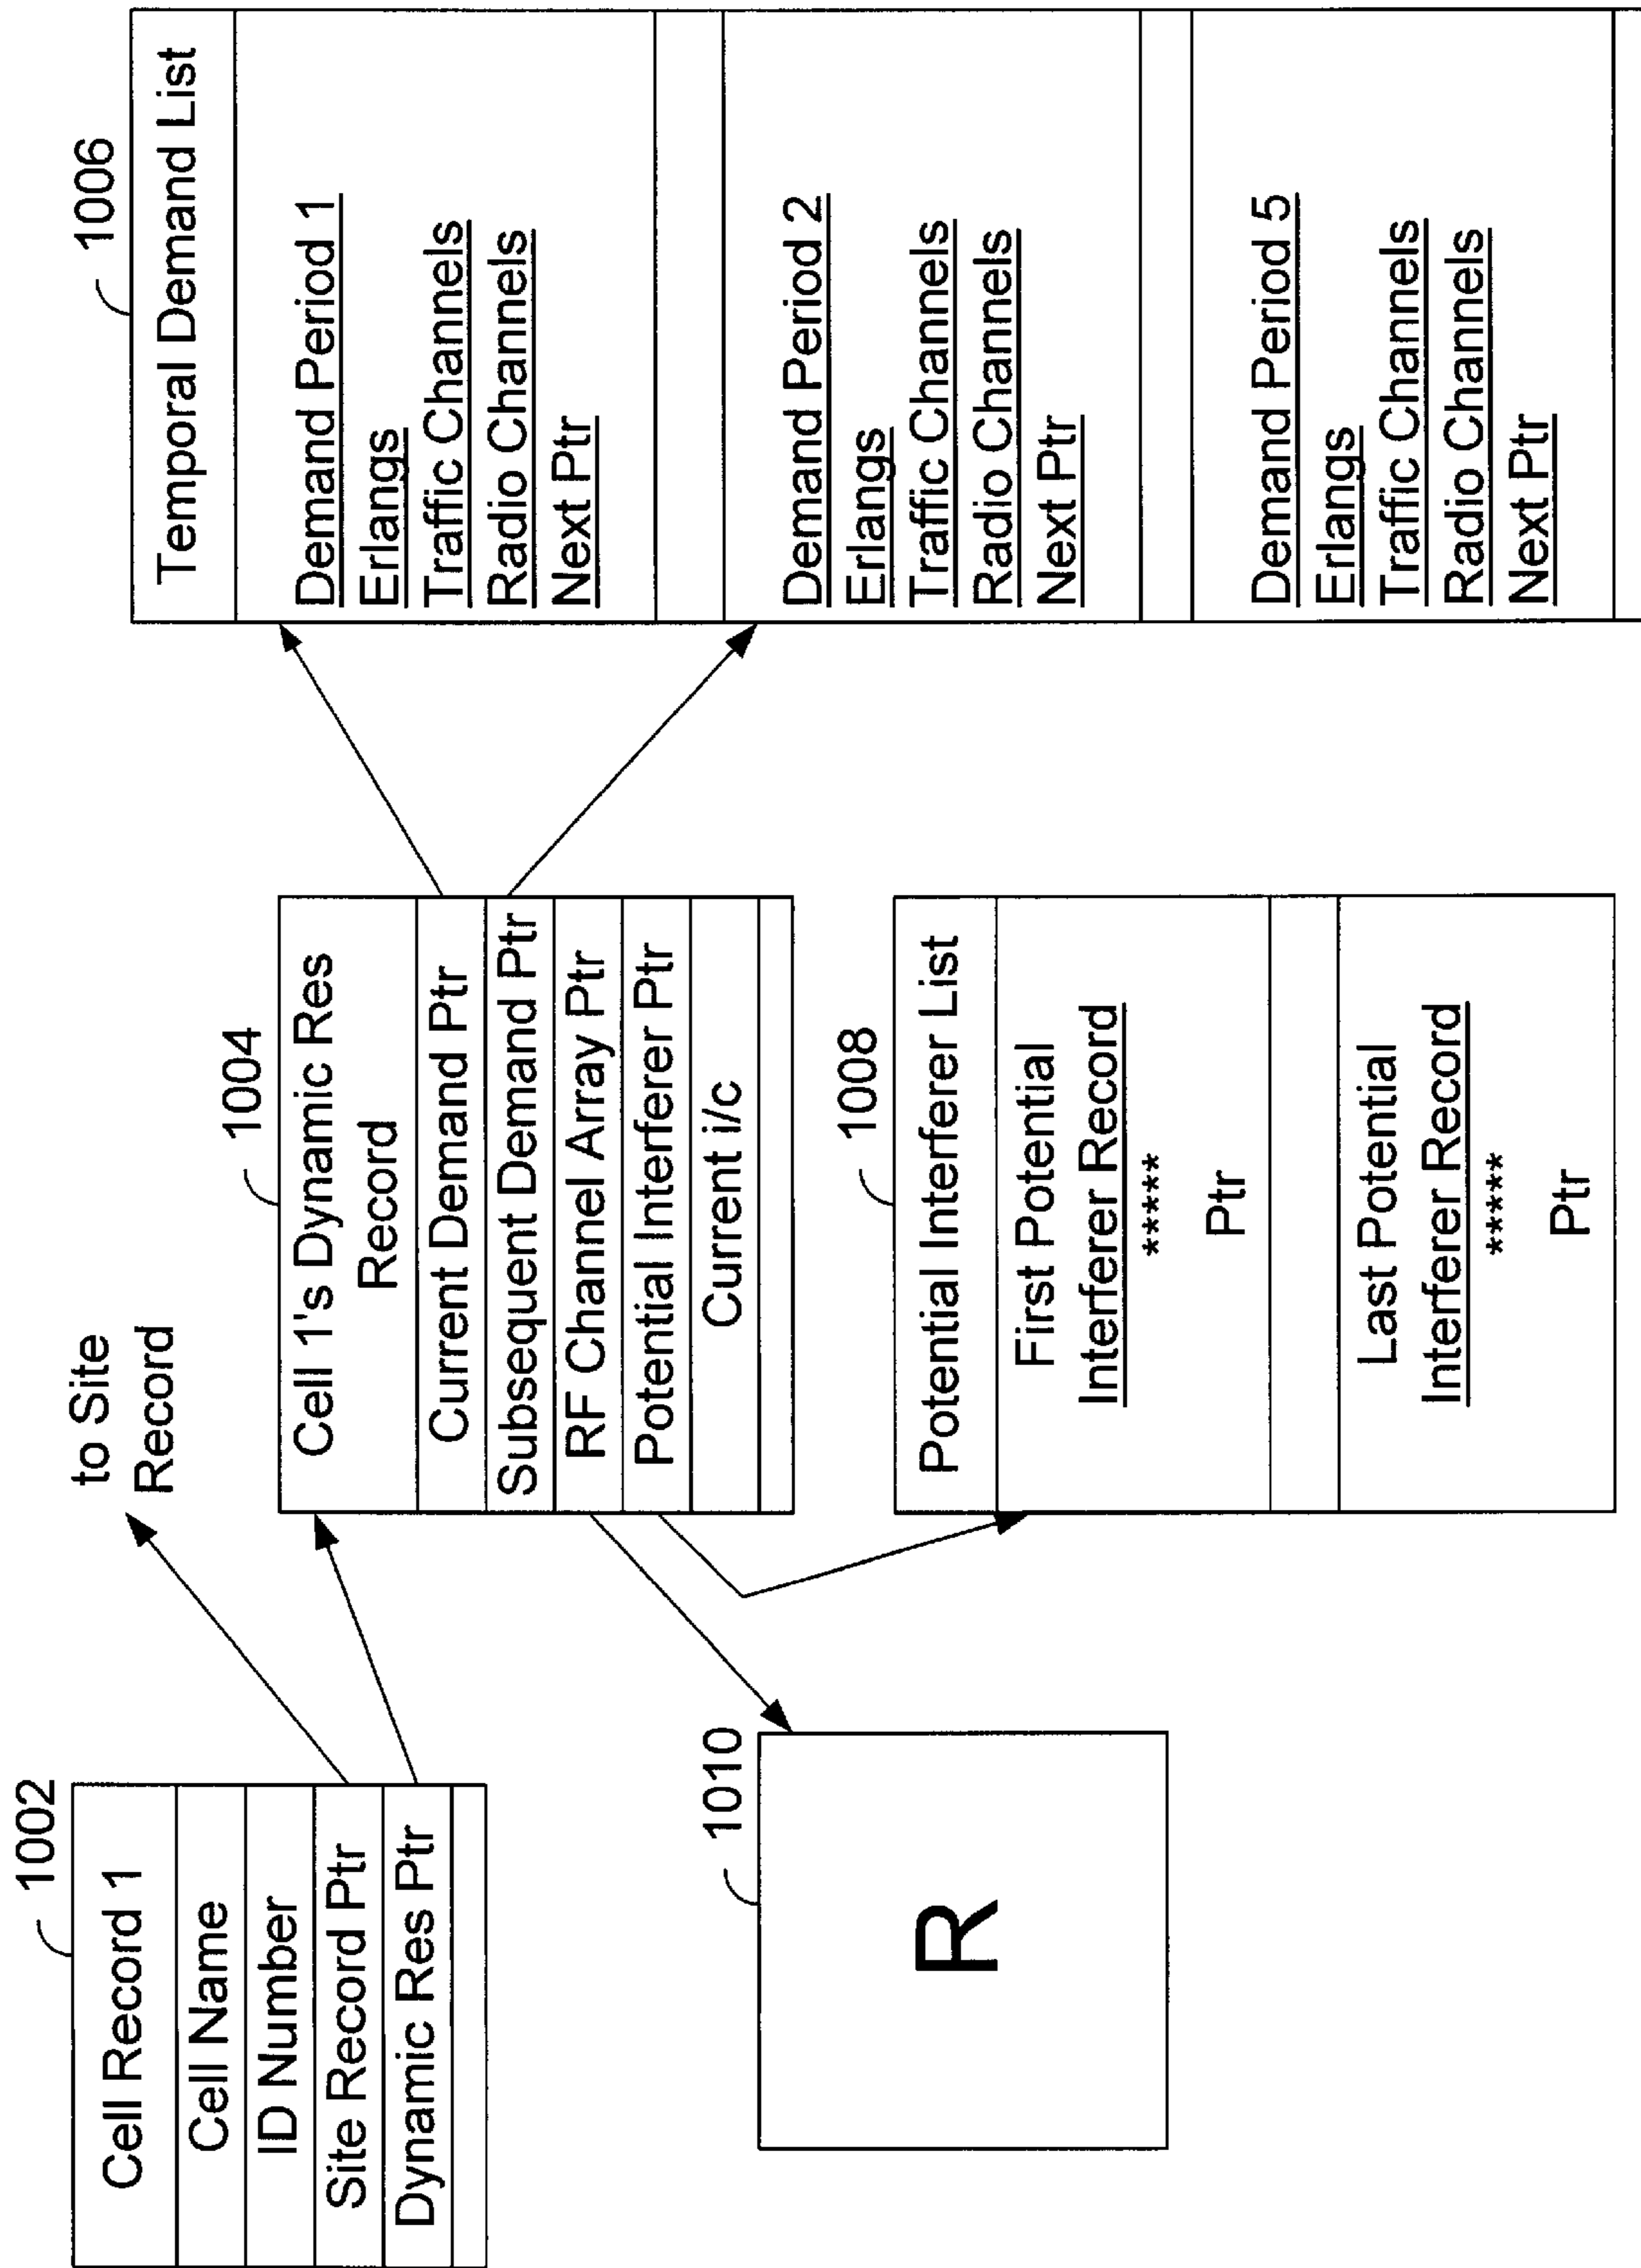 1002
Cell Record 1
Cell Name
ID Number
Site Record Ptr
Dynamic Res Ptr
to Site
Record
1004
Cell 1's Dynamic Res
Record
Current Demand Ptr
Subsequent Demand Ptr
RF Channel Array Ptr
Potential Interferer Ptr
Current i/c
1006
Temporal Demand List
Demand Period 1
Erlangs
Traffic Channels
Radio Channels
Next Ptr
Demand Period 2
Erlangs
Traffic Channels
Radio Channels
Next Ptr
Demand Period 5
Erlangs
Traffic Channels
Radio Channels
Next Ptr
1010
R
1008
Potential Interferer List
First Potential
Interferer Record
*****
Ptr
Last Potential
Interferer Record
*****
Ptr